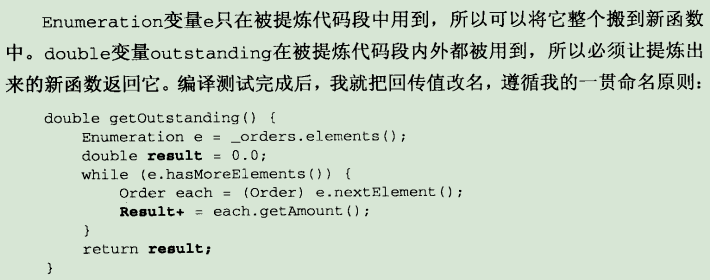 Enumeration变量e只在被提炼代码段中用到，所以可以将它整个搬到新函数
中。double变量outstanding在被提炼代码段内外都被用到，所以必须让提炼出
来的新函数返回它。编译测试完成后，我就把回传值改名，遵循我的一贯命名原则：
double getOutstanding() {
Enumeration e = _orders.elements();
double result = 0.0;
while (e.hasMoreElements()) {
Order each = (Order) e.nextElement();
Result+ = each.getAmount();
}
return result;
}